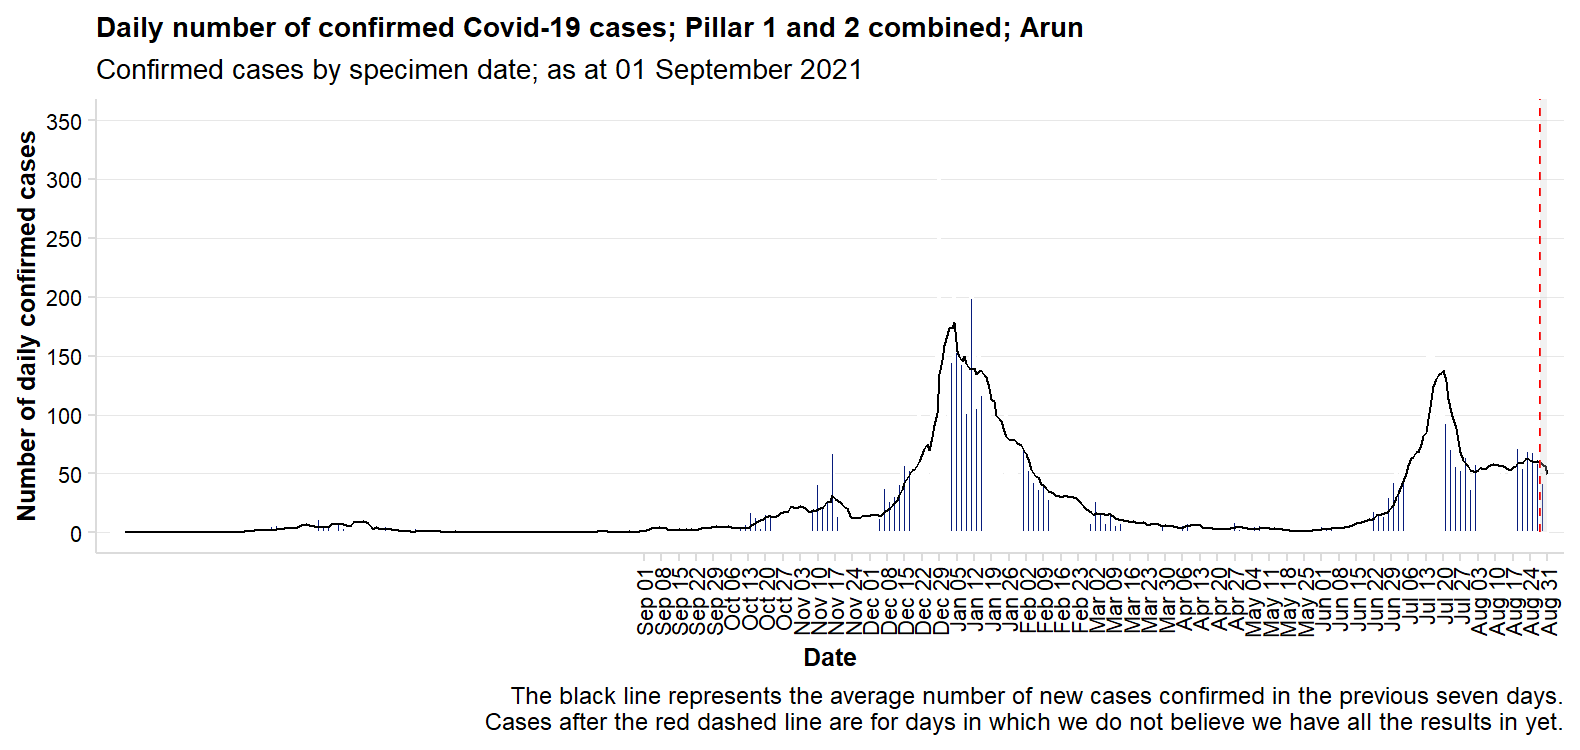 Daily number of confirmed Covid-19 cases; Pillar 1 and 2 combined; Arun
Confirmed cases by specimen date; as at 01 September 2021
Number of daily confirmed cases
350
300
250
200
150
100
50
0
Sep 01
Sep 08
Sep 15
Sep 22
Sep 29
Oct 06
Oct 13
Oct 20
Oct 27
Nov 03
Nov 10
Nov 17
Nov 24
Dec 01
Dec 08
Dec 15
Dec 22
Dec 29
Jan 05
Jan 12
Jan 19
Jan 26
Feb 02
Feb 09
Feb 16
Feb 23
Mar 02
Mar 09
Mar 16
Mar 23
Mar 30
Apr 06
Apr 13
Apr 20
Apr 27
May 04
May 11
May 18
May 25
Jun 01
Jun 08
Jun 15
Jun 22
Jun 29
Jul 06
Jul 13
Jul 20
Jul 27
Aug 03
Aug 10
Aug 17
Aug 24
Aug 31
Date
The black line represents the average number of new cases confirmed in the previous seven days.
Cases after the red dashed line are for days in which we do not believe we have all the results in yet.